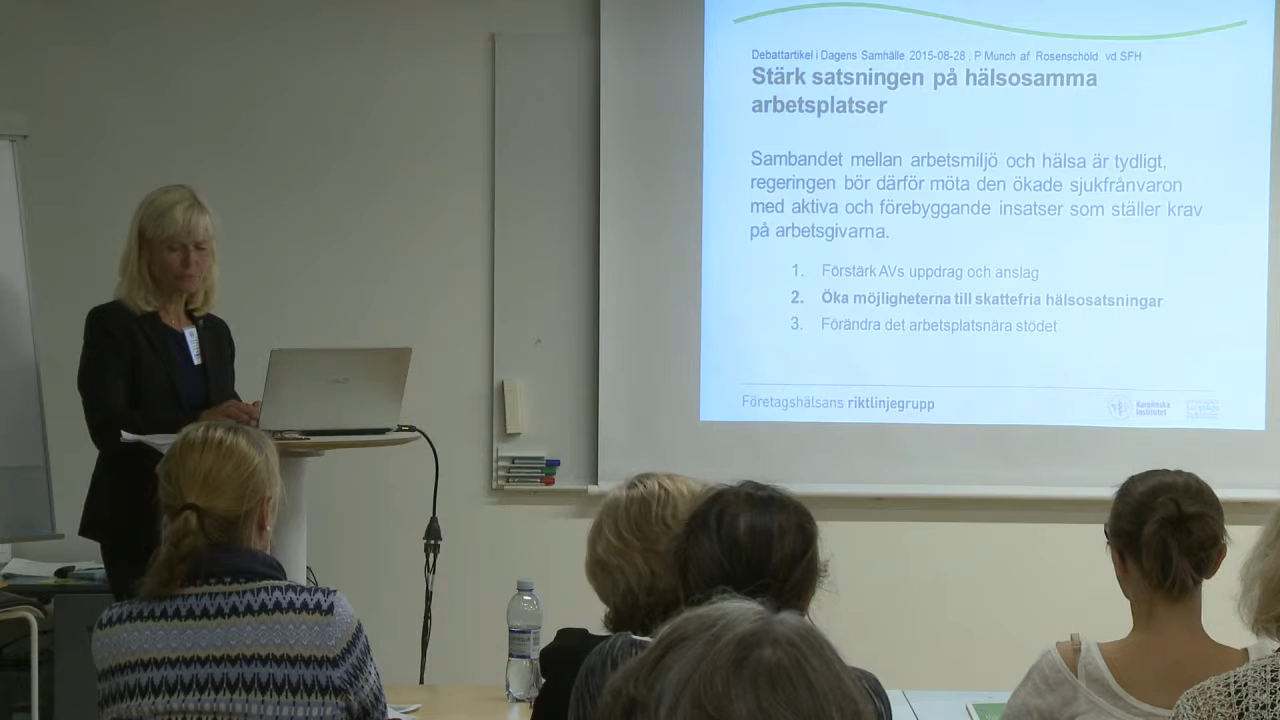 Debattartikel i Dagens Samhälle 2015-08-28 . P Munch af Rosenschöld vd SFH
Stärk satsningen på hälsosamma
arbetsplatser
Sambandet mellan arbetsmiljö och hälsa är tydligt,
regeringen bör därför möta den ökade sjukfrånvaron
med aktiva och förebyggande insatser som ställer krav
på arbetsgivarna.
1. Förstärk AVs uppdrag och anslag
2. Öka möjligheterna till skattefria hälsosatsningar
3. Förändra det arbetsplatsnära stödet
Företagshälsans riktlinjegrupp
Karolinska
Institutet